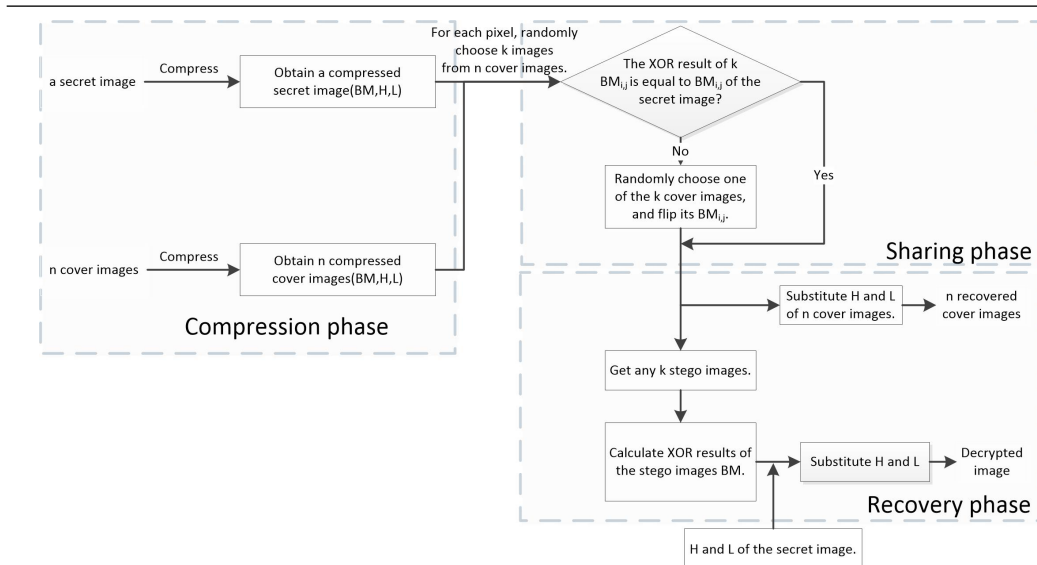 a secret image
Compress
Obtain a compressed
secret image(BM,H,L)
For each pixel, randomly
choose k images
from n cover images.
The XOR result of k
BMi,j is equal to BMi,j of the
secret image?
No
Yes
Randomly choose one
of the k cover images,
and flip its BMi,j.
n cover images
Compress
Obtain n compressed
cover images(BM,H,L)
Compression phase
Sharing phase
Substitute H and L
of n cover images.
n recovered
cover images
Get any k stego images.
Calculate XOR results of
the stego images BM.
Substitute H and L
Decrypted
image
Recovery phase
H and L of the secret image.